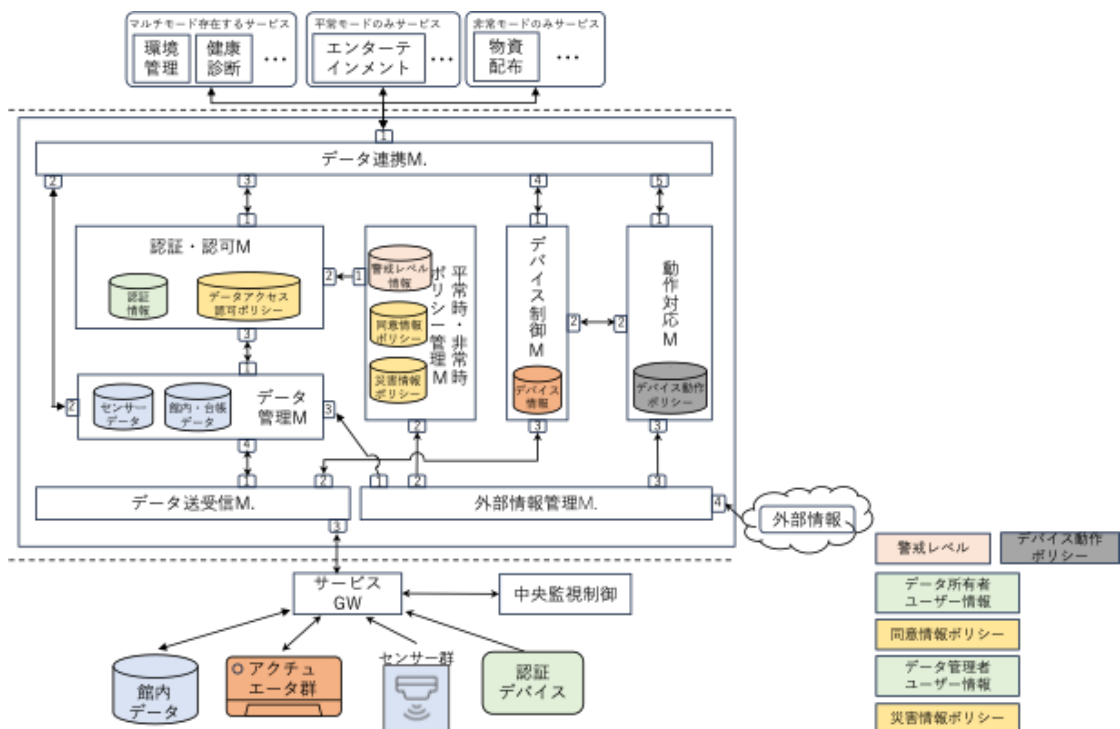 マルチモード存在するサービス
平常モードのみサービス
非常モードのみサービス
環境
管理
健康
診断
…
エンターテ
インメント
…
物資
配布
…
1
データ連携M.
2
3
4
5
1
認証・認可M
認証
情報
データアクセス
認可ポリシー
2
3
1
警戒レベル
情報
同意情報
ポリシー
災害情報
ポリシー
平常時・非常時
ポリシー管理M
2
1
デバイス制御M
デバイス
情報
2
3
1
動作対応M
デバイス動作
ポリシー
2
3
1
2
センサー
データ
館内・台帳
データ
データ
管理M
3
4
1
2
データ送受信M.
3
1
2
3
外部情報管理M.
4
外部情報
サービス
GW
中央監視制御
館内
データ
アクチュ
エータ群
センサー群
認証
デバイス
警戒レベル
デバイス動作
ポリシー
データ所有者
ユーザー情報
同意情報ポリシー
データ管理者
ユーザー情報
災害情報ポリシー